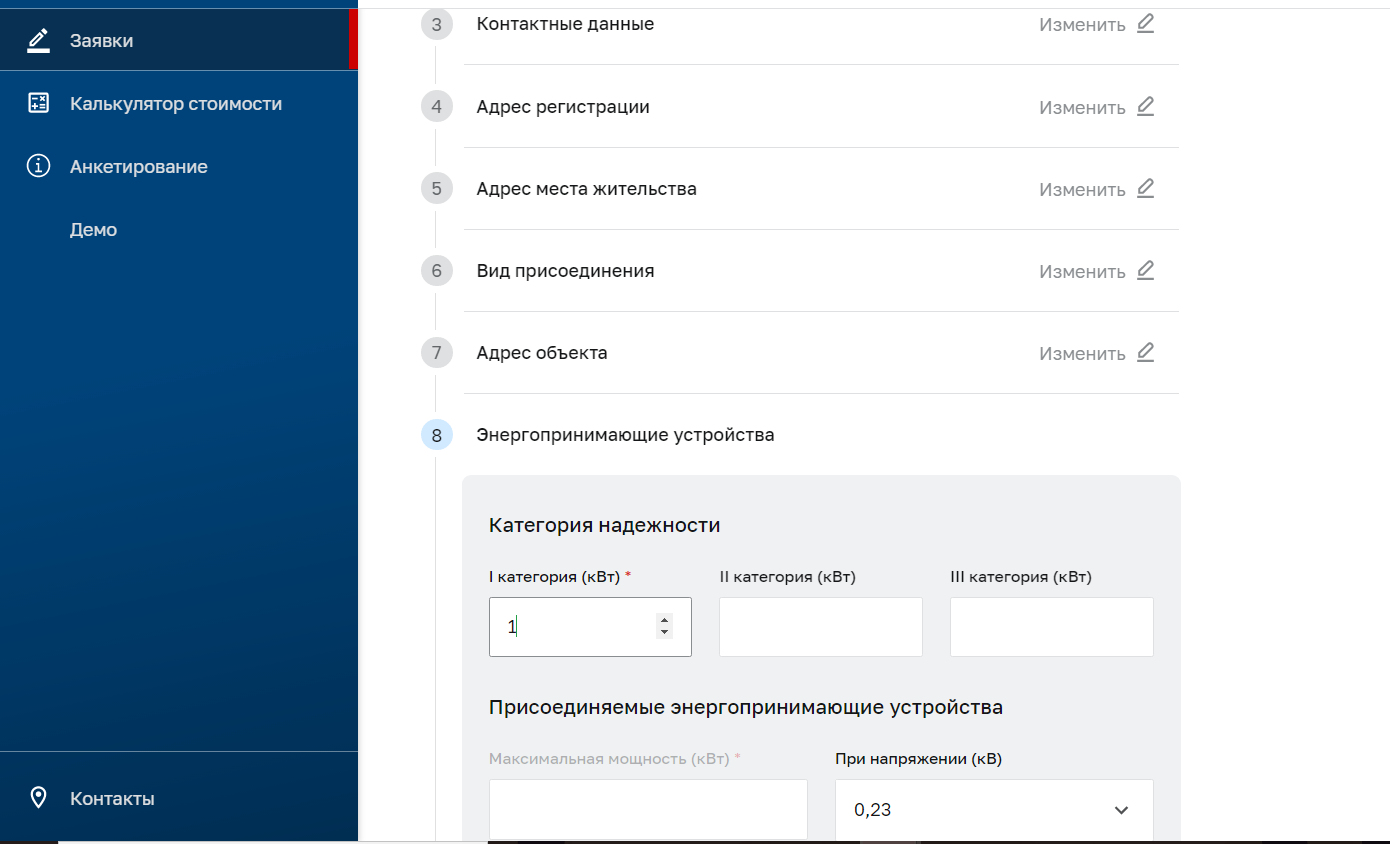 Заявки
Калькулятор стоимости
Анкетирование
Демо
Контакты
3 Контактные данные Изменить
4 Адрес регистрации Изменить
5 Адрес места жительства Изменить
6 Вид присоединения Изменить
7 Адрес объекта Изменить
8 Энергопринимающие устройства
Категория надежности
I категория (кВт) * II категория (кВт) III категория (кВт)
1
Присоединяемые энергопринимающие устройства
Максимальная мощность (кВт) * При напряжении (кВ)
0,23